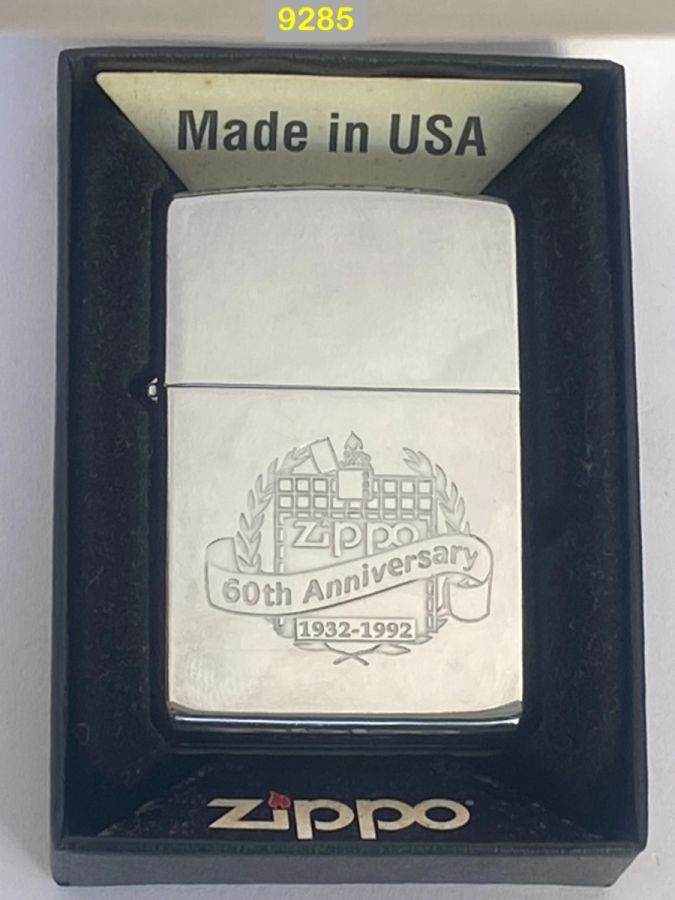 9285
Made in USA
Zippo
60th Anniversary
1932-1992
Zippo